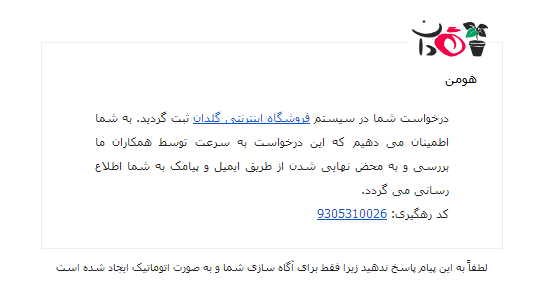 گلدان
هومن
درخواست شما در سیستم فروشگاه اینترنتی گلدان ثبت گردید. به شما
اطمینان می دهیم که این درخواست به سرعت توسط همکاران ما
بررسی و به محض نهایی شدن از طریق ایمیل و پیامک به شما اطلاع
رسانی می گردد.
کد رهگیری: 9305310026
لطفاً به این پیام پاسخ ندهید زیرا فقط برای آگاه سازی شما و به صورت اتوماتیک ایجاد شده است